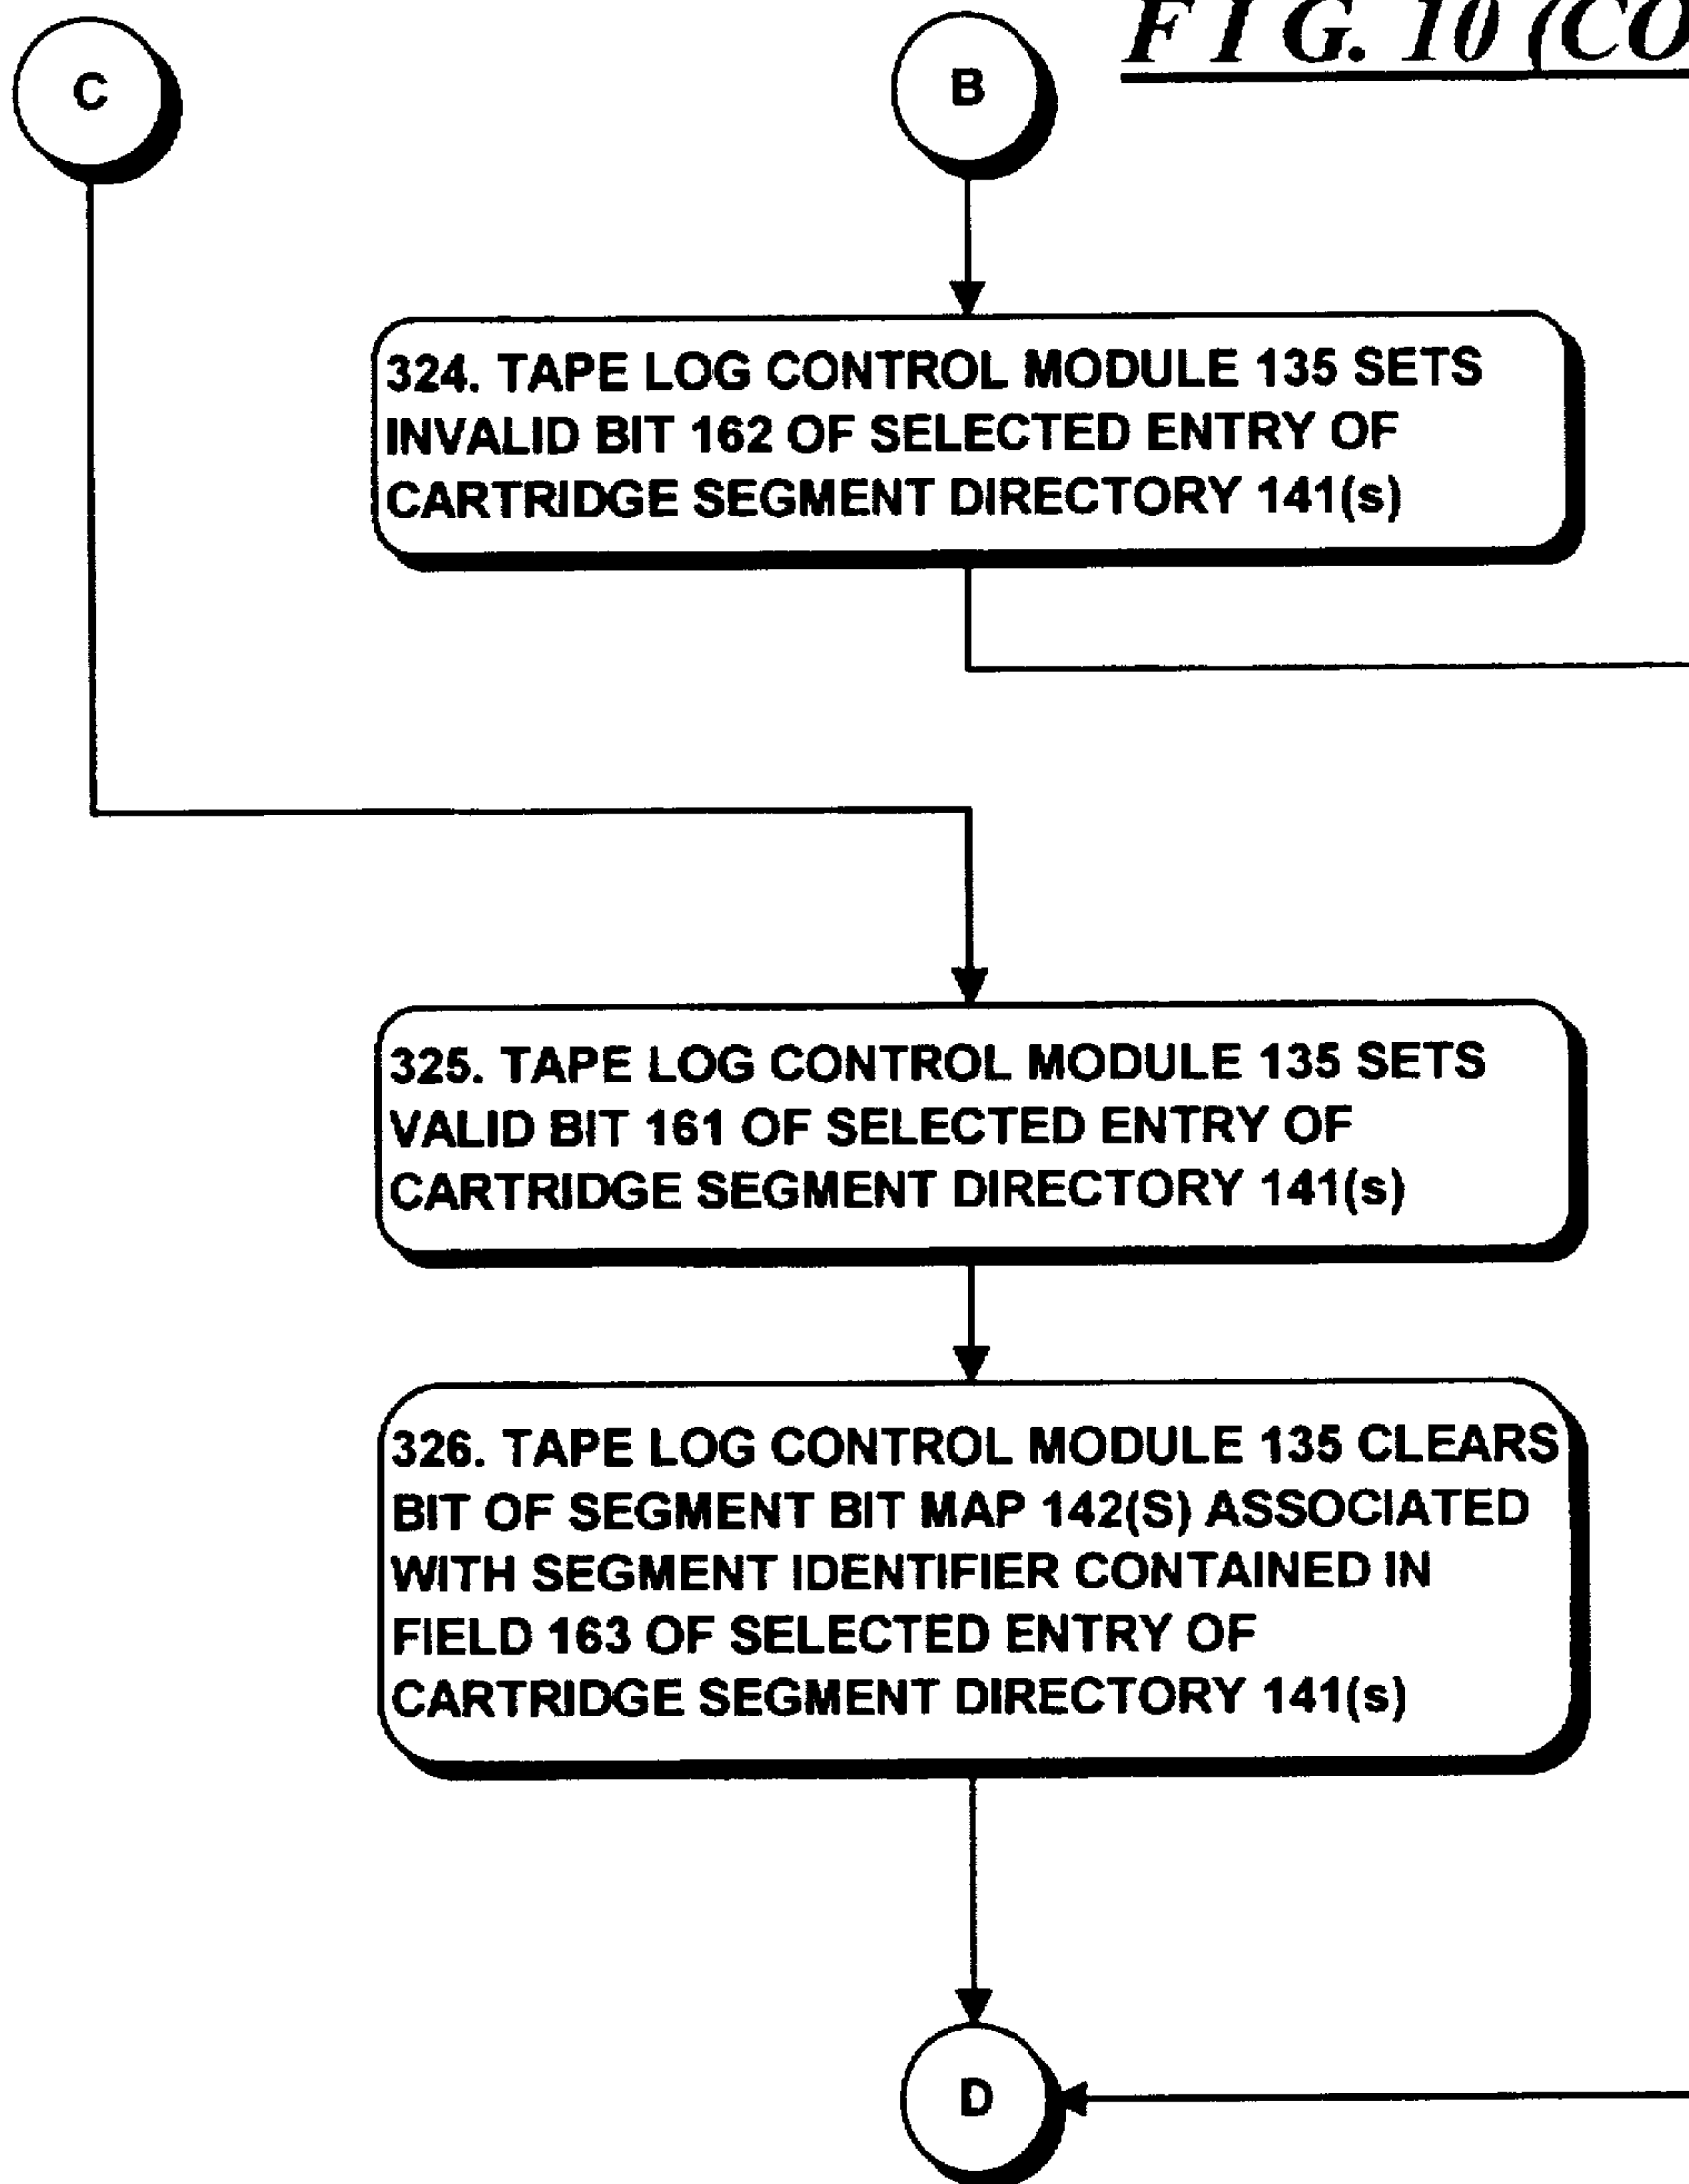 C
B
FIG. 10 (CO
324. TAPE LOG CONTROL MODULE 135 SETS
INVALID BIT 162 OF SELECTED ENTRY OF
CARTRIDGE SEGMENT DIRECTORY 141(s)
325. TAPE LOG CONTROL MODULE 135 SETS
VALID BIT 161 OF SELECTED ENTRY OF
CARTRIDGE SEGMENT DIRECTORY 141(s)
326. TAPE LOG CONTROL MODULE 135 CLEARS
BIT OF SEGMENT BIT MAP 142(S) ASSOCIATED
WITH SEGMENT IDENTIFIER CONTAINED IN
FIELD 163 OF SELECTED ENTRY OF
CARTRIDGE SEGMENT DIRECTORY 141(s)
D